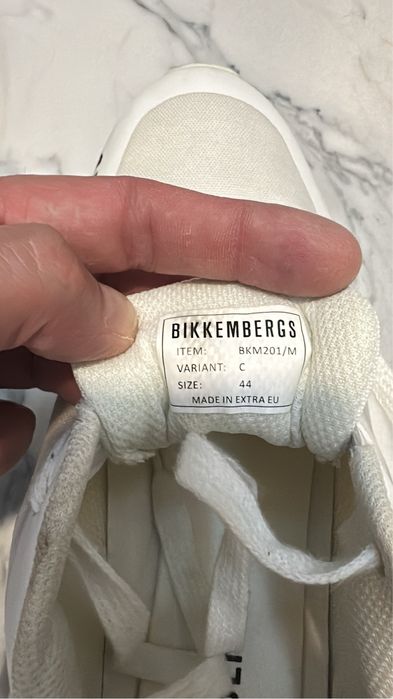 BIKKEMBERGS
ITEM: BKM201/M
VARIANT: C
SIZE: 44
MADE IN EXTRA EU